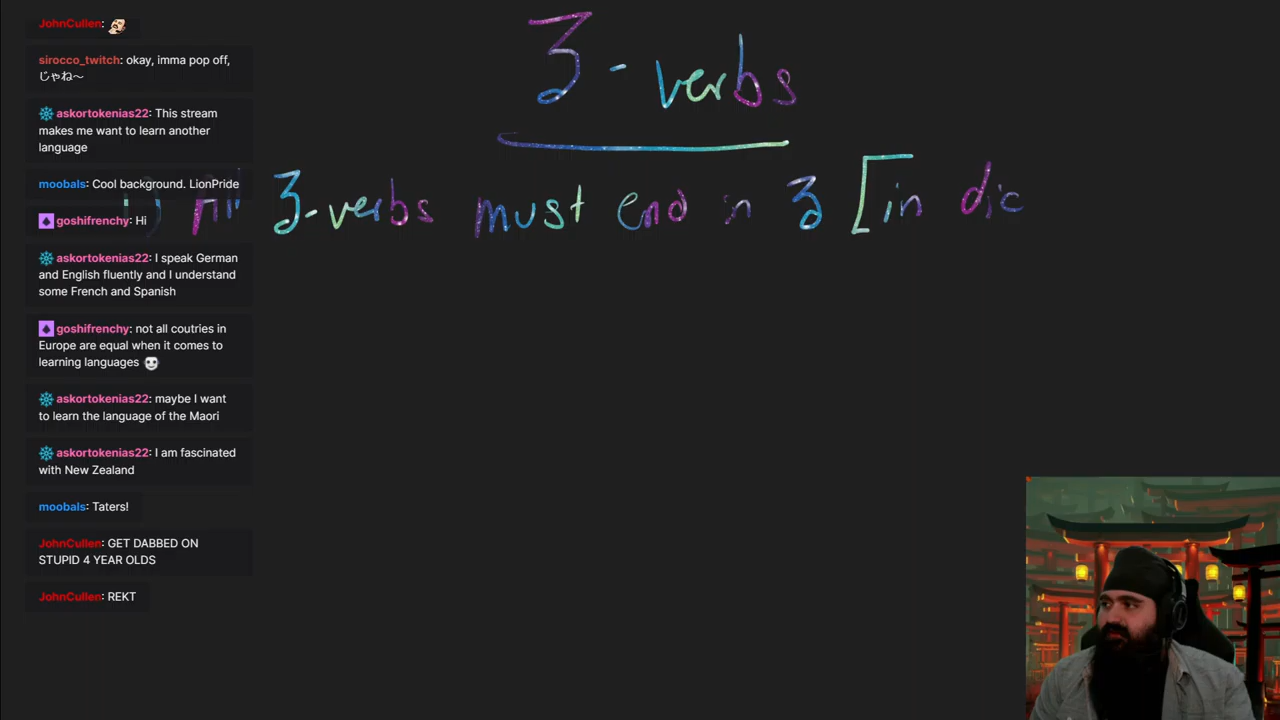 る - verbs
1) All る-verbs must end in る [in dic
JohnCullen:
sirocco_twitch: okay, imma pop off,
じゃね～
askortokenias22: This stream
makes me want to learn another
language
moobals: Cool background. LionPride
goshifrenchy: Hi
askortokenias22: I speak German
and English fluently and I understand
some French and Spanish
goshifrenchy: not all coutries in
Europe are equal when it comes to
learning languages
askortokenias22: maybe I want
to learn the language of the Maori
askortokenias22: I am fascinated
with New Zealand
moobals: Taters!
JohnCullen: GET DABBED ON
STUPID 4 YEAR OLDS
JohnCullen: REKT